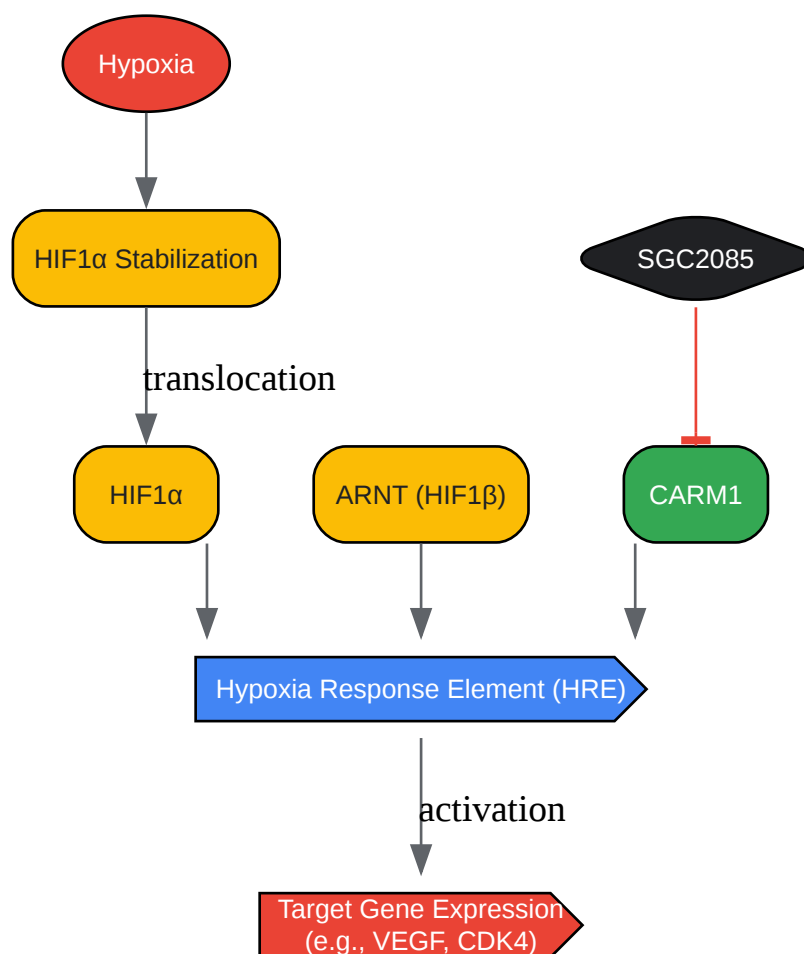 Hypoxia
HIF1α Stabilization
SGC2085
translocation
HIF1α
ARNT (HIF1β)
CARM1
Hypoxia Response Element (HRE)
activation
Target Gene Expression
(e.g., VEGF, CDK4)